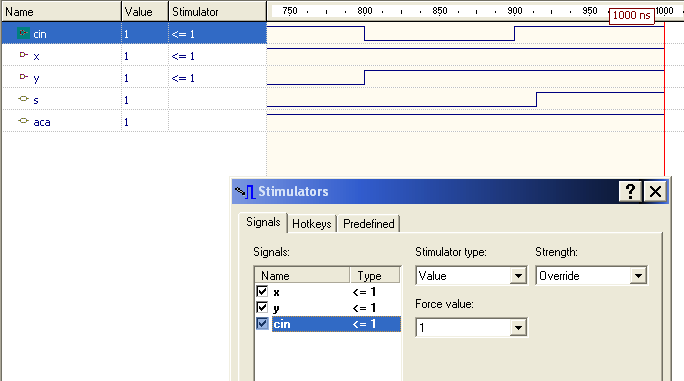 Name Value Stimulator 750 800 850 900 950 1000
1000 ns
cin 1 <= 1
x 1 <= 1
y 1 <= 1
s 1
aca 1
Stimulators
Signals Hotkeys Predefined
Signals: Stimulator type: Strength:
Name Type Value Override
x <= 1
y <= 1 Force value:
cin <= 1 1